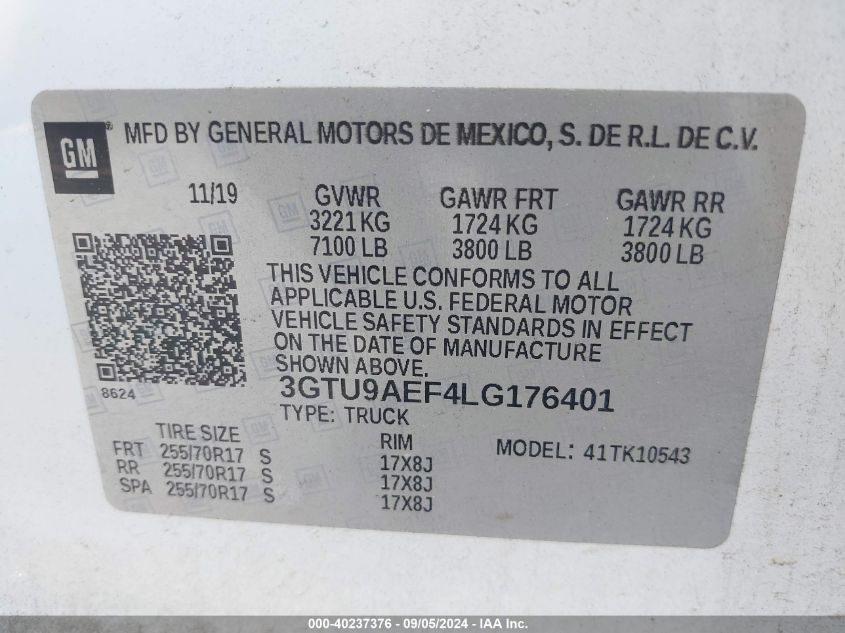 GM ® MFD BY GENERAL MOTORS DE MEXICO, S. DE R.L. DE C.V.
11/19 GVWR GAWR FRT GAWR RR
3221 KG 1724 KG 1724 KG
7100 LB 3800 LB 3800 LB
THIS VEHICLE CONFORMS TO ALL
APPLICABLE U.S. FEDERAL MOTOR
VEHICLE SAFETY STANDARDS IN EFFECT
ON THE DATE OF MANUFACTURE
SHOWN ABOVE.
8624
3GTU9AEF4LG176401
TYPE: TRUCK
TIRE SIZE RIM MODEL: 41TK10543
FRT 255/70R17 S 17X8J
RR 255/70R17 S 17X8J
SPA 255/70R17 S 17X8J
000-40237376 - 09/05/2024 - IAA Inc.